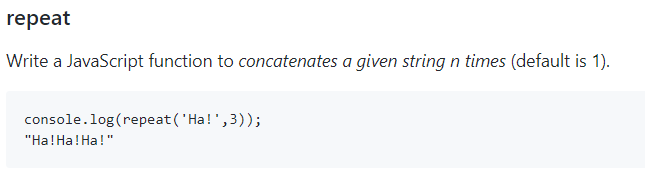 repeat
Write a JavaScript function to concatenates a given string n times (default is 1).
console.log(repeat('Ha!',3));
"Ha!Ha!Ha!"